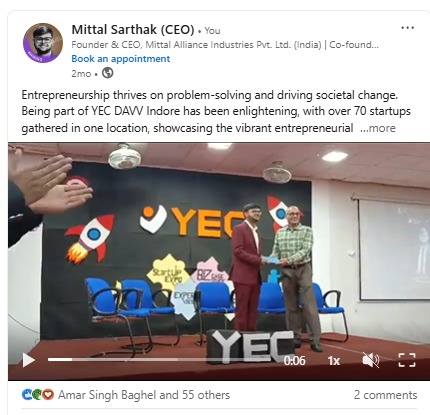 Mittal Sarthak (CEO) • You
Founder & CEO, Mittal Alliance Industries Pvt. Ltd. (India) | Co-found...
Book an appointment
2mo •
Entrepreneurship thrives on problem-solving and driving societal change.
Being part of YEC DAVV Indore has been enlightening, with over 70 startups
gathered in one location, showcasing the vibrant entrepreneurial ...more
YEC
STARTUP
EXPO
BIZ
YEC
0:06 1x
Amar Singh Baghel and 55 others 2 comments